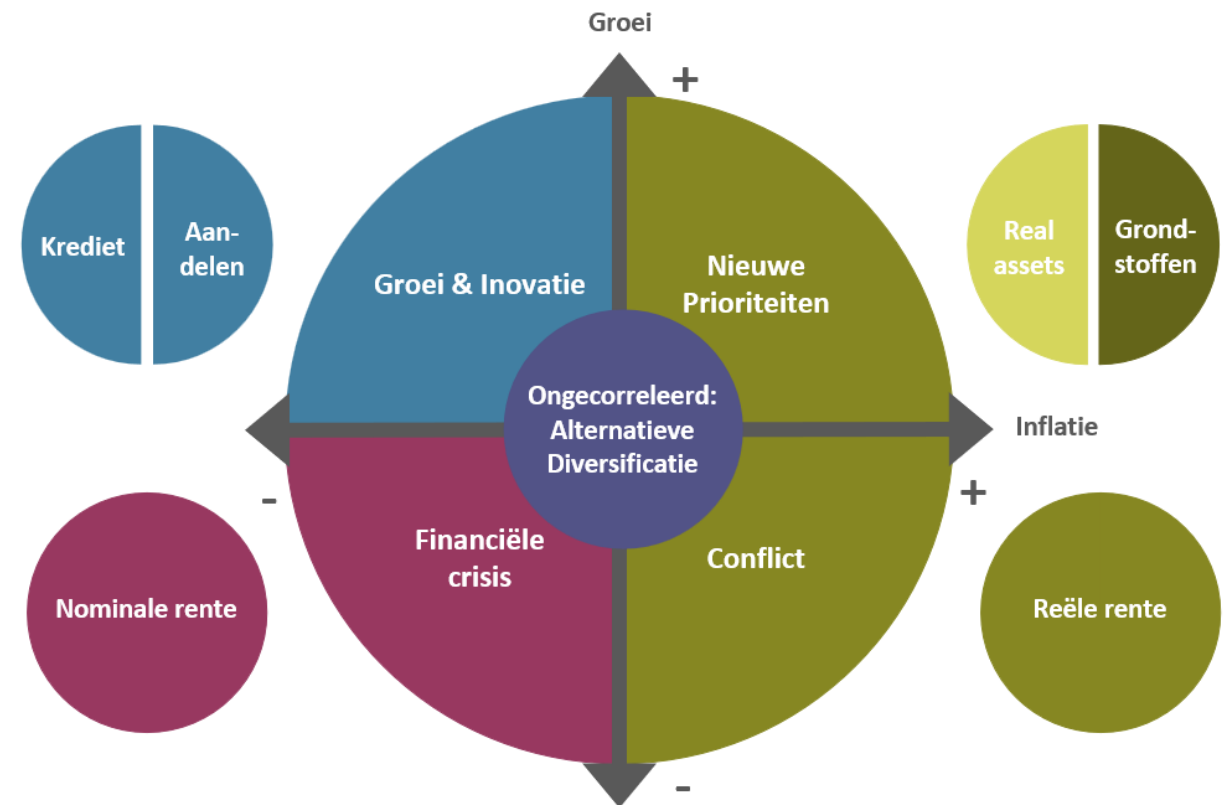 Groei
+
Krediet
Aan-
delen
Groei & Inovatie
Nieuwe
Prioriteiten
Real
assets
Grond-
stoffen
Ongecorreleerd:
Alternatieve
Diversificatie
Inflatie
-
+
Financiële
crisis
Conflict
Nominale rente
Reële rente
-